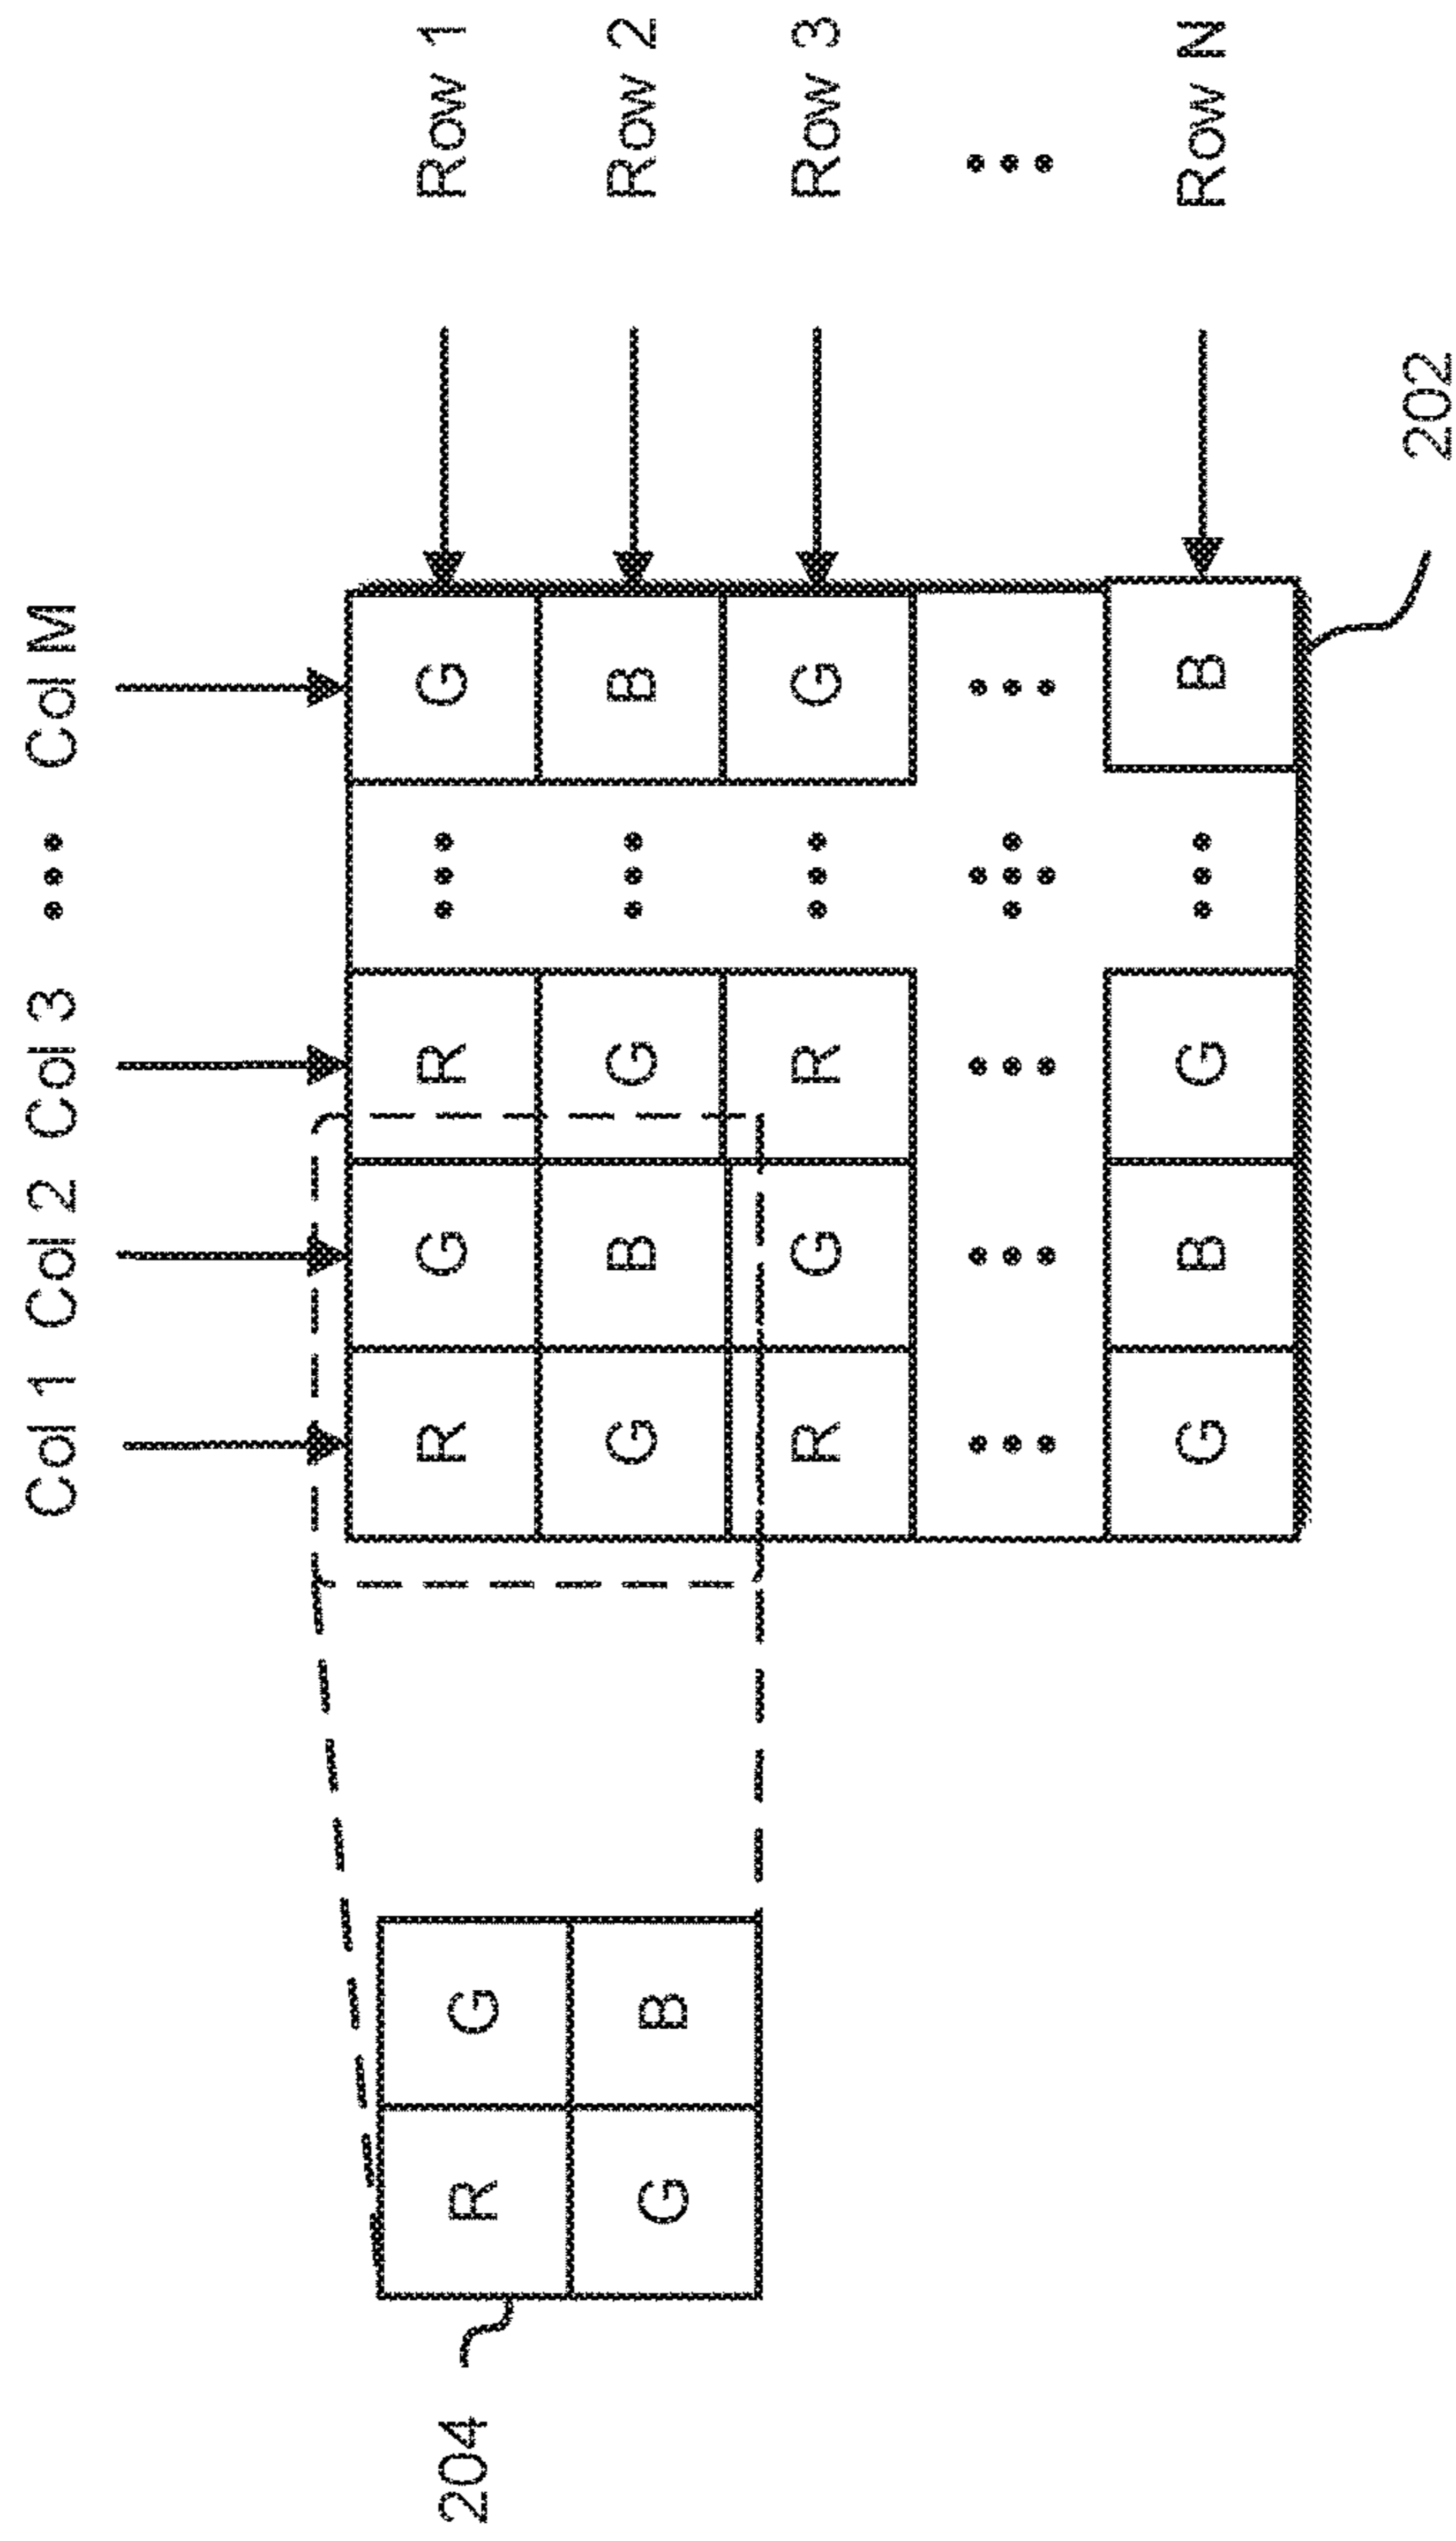 Col 1 Col 2 Col 3 ••• Col M
R G R ••• G Row 1
204 R G
G B G ••• B Row 2
G B
R G R ••• G Row 3
G B G ••• B Row N
202